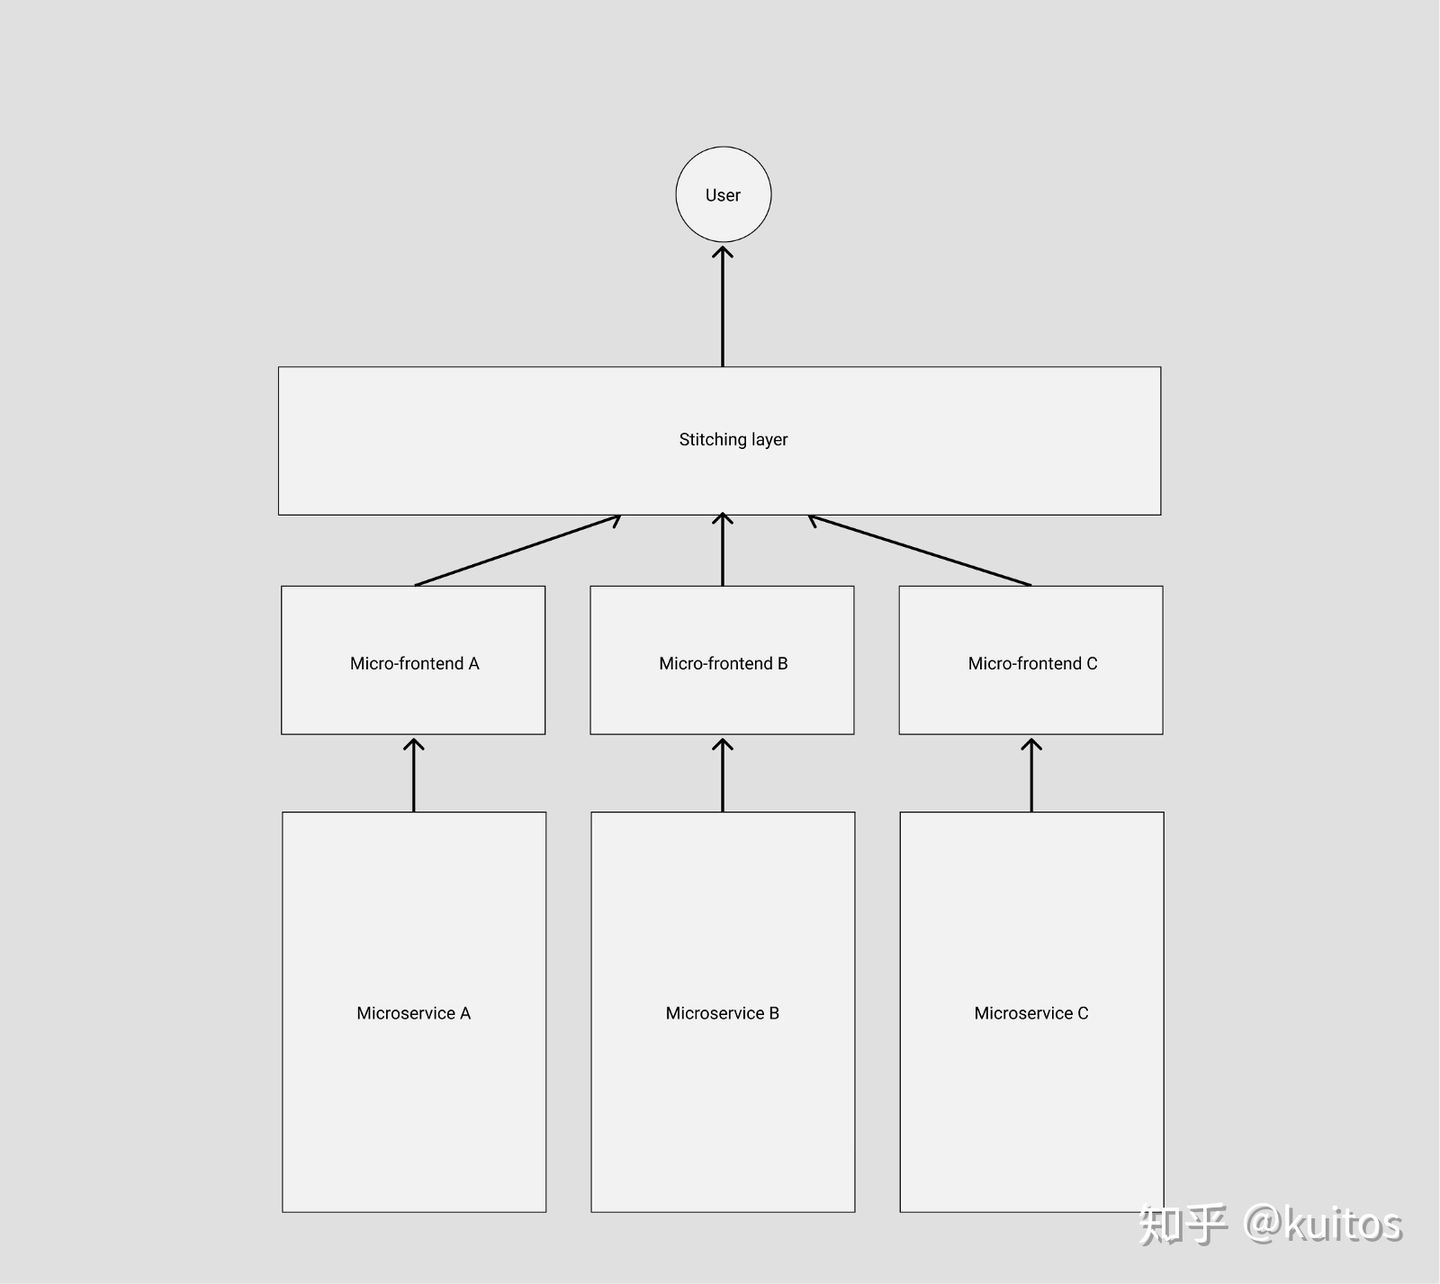 User
Stitching layer
Micro-frontend A
Micro-frontend B
Micro-frontend C
Microservice A
Microservice B
Microservice C
知乎 @kuitos